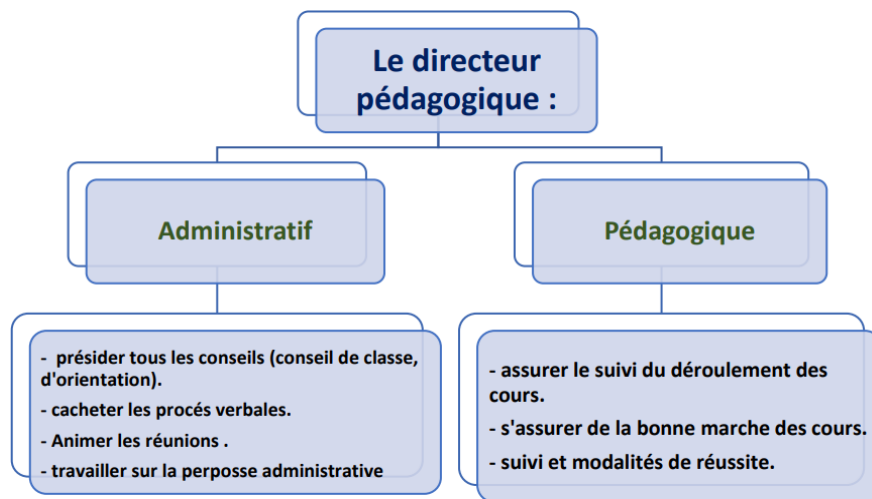 Le directeur
pédagogique :
Administratif
Pédagogique
- présider tous les conseils (conseil de classe,
d'orientation).
- cacheter les procés verbales.
- Animer les réunions .
- travailler sur la perposse administrative
- assurer le suivi du déroulement des
cours.
- s'assurer de la bonne marche des cours.
- suivi et modalités de réussite.